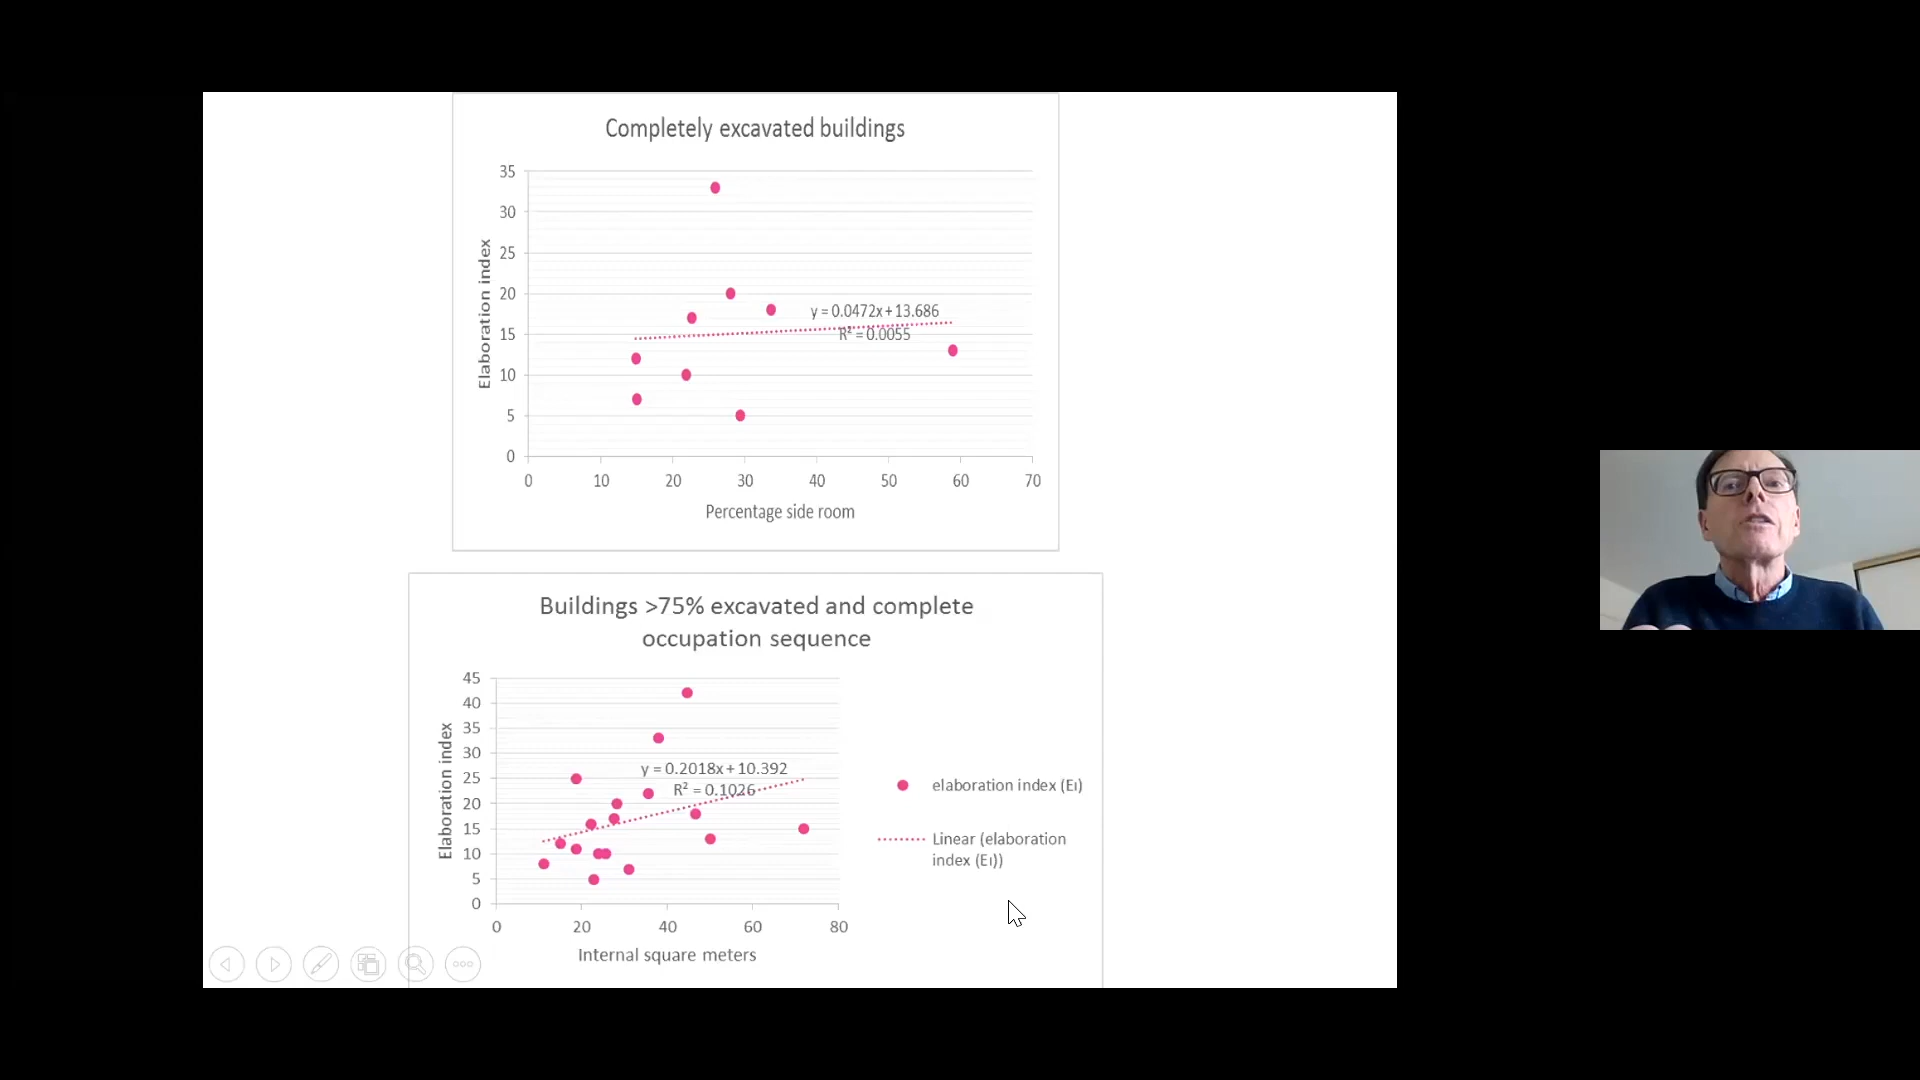 Completely excavated buildings
35
30
25
20
15
10
5
0
Elaboration index
y = 0.0472x + 13.686
R² = 0.0055
0 10 20 30 40 50 60 70
Percentage side room
Buildings >75% excavated and complete
occupation sequence
45
40
35
30
25
20
15
10
5
0
Elaboration index
y = 0.2018x + 10.392
R² = 0.1026
0 20 40 60 80
Internal square meters
elaboration index (Eı)
Linear (elaboration
index (Eı))